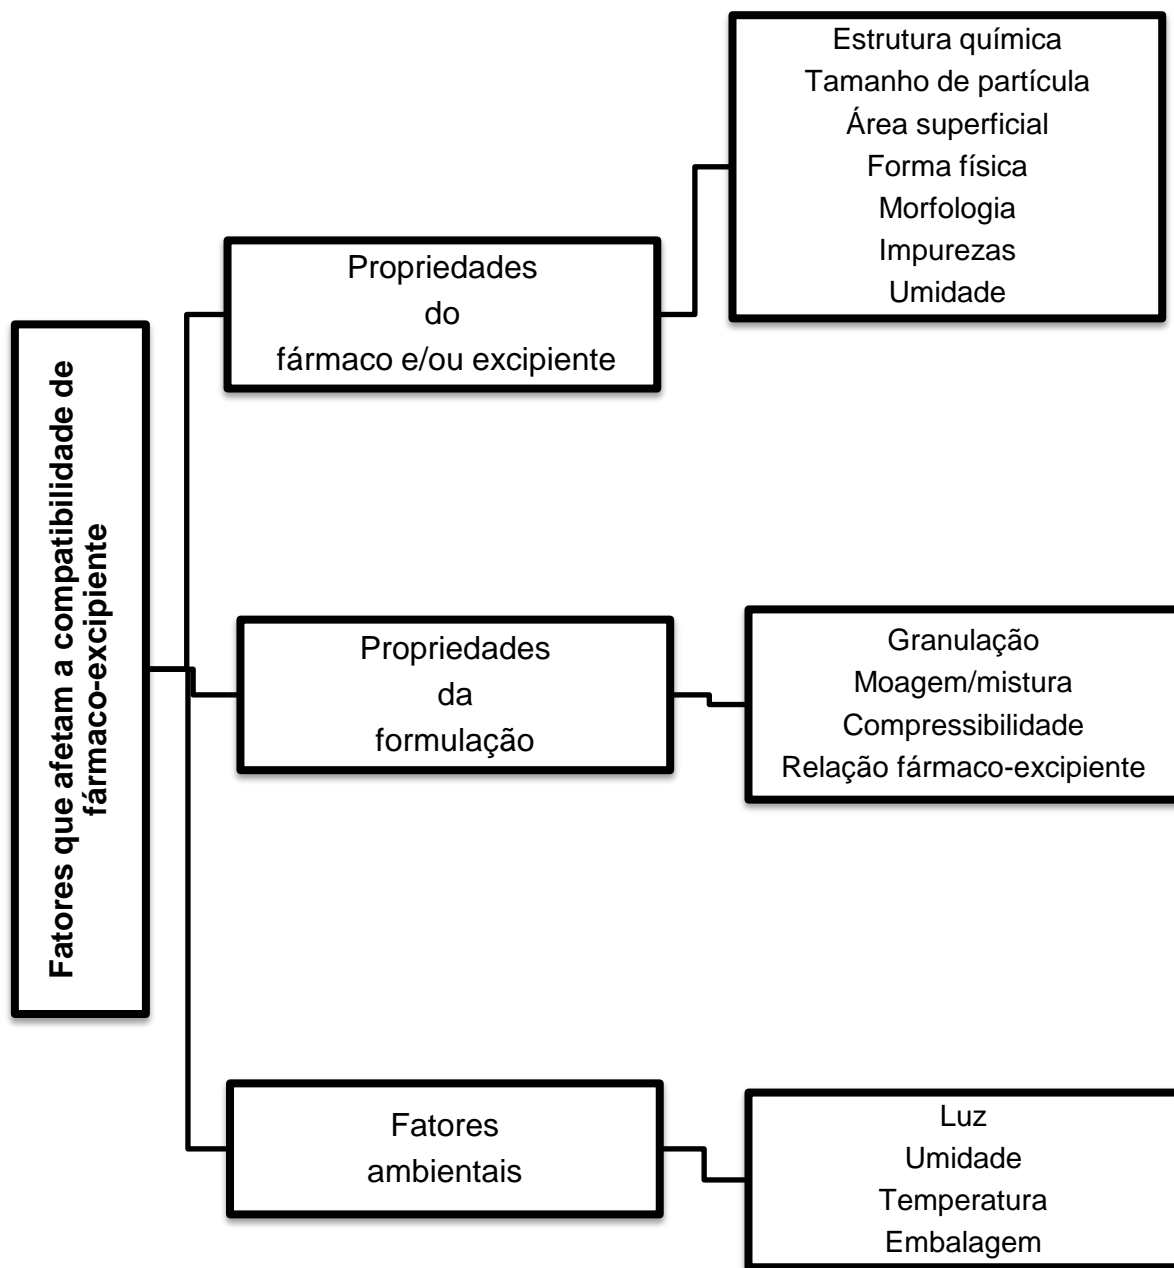 Fatores que afetam a compatibilidade de
fármaco-excipiente
Propriedades
do
fármaco e/ou excipiente
Estrutura química
Tamanho de partícula
Área superficial
Forma física
Morfologia
Impurezas
Umidade
Propriedades
da
formulação
Granulação
Moagem/mistura
Compressibilidade
Relação fármaco-excipiente
Fatores
ambientais
Luz
Umidade
Temperatura
Embalagem